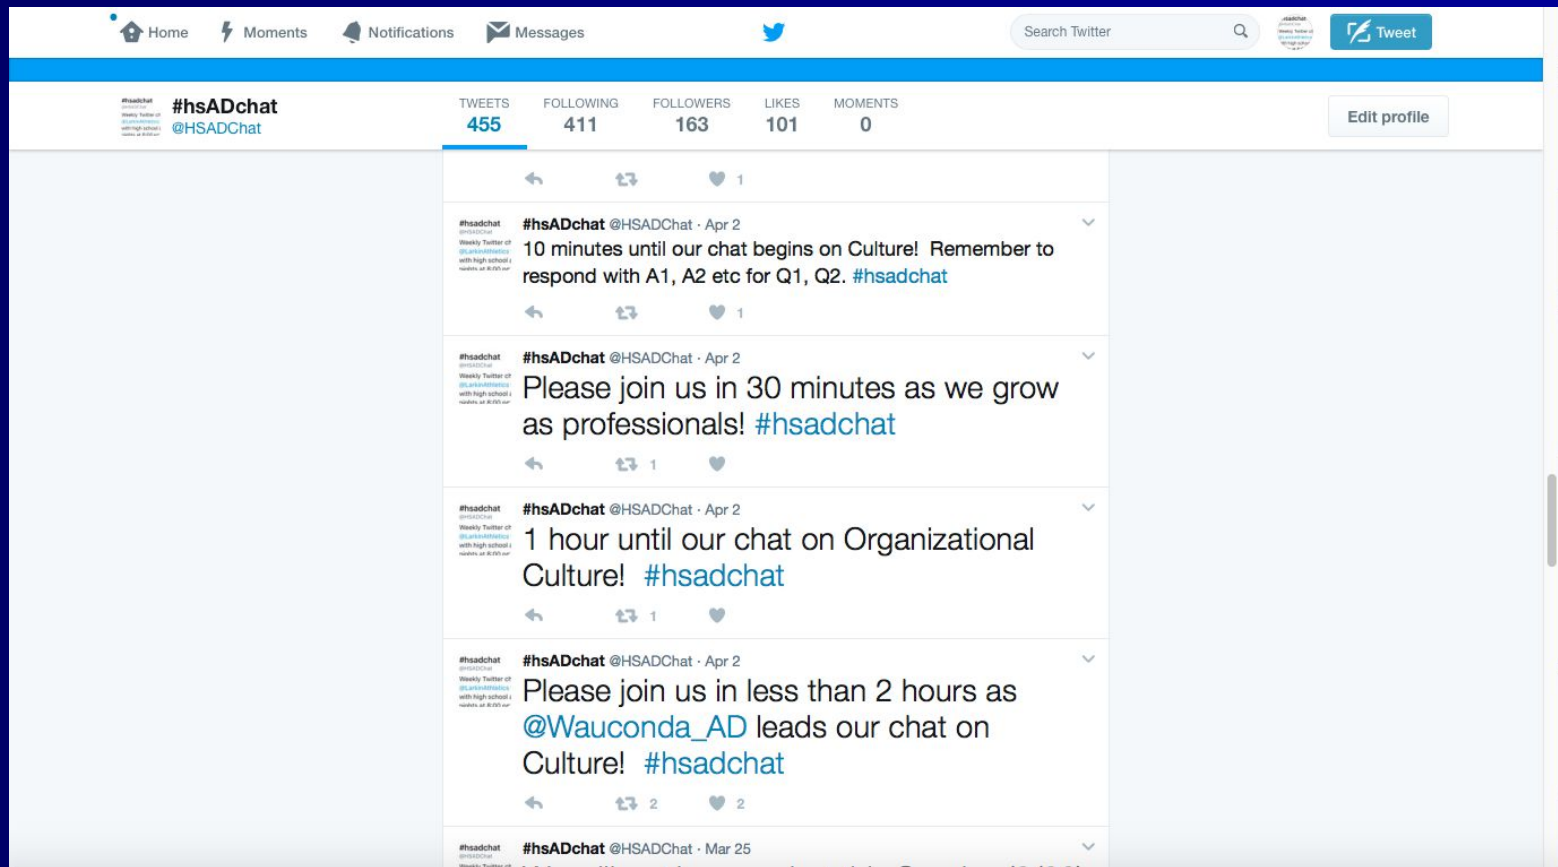 Home Moments Notifications Messages Search Twitter Tweet
#hsADchat
@HSADChat
TWEETS FOLLOWING FOLLOWERS LIKES MOMENTS
455 411 163 101 0
Edit profile
1
#hsADchat @HSADChat · Apr 2
10 minutes until our chat begins on Culture! Remember to
respond with A1, A2 etc for Q1, Q2. #hsadchat
1
#hsADchat @HSADChat · Apr 2
Please join us in 30 minutes as we grow
as professionals! #hsadchat
1
#hsADchat @HSADChat · Apr 2
1 hour until our chat on Organizational
Culture! #hsadchat
1
#hsADchat @HSADChat · Apr 2
Please join us in less than 2 hours as
@Wauconda_AD leads our chat on
Culture! #hsadchat
2 2
#hsADchat @HSADChat · Mar 25